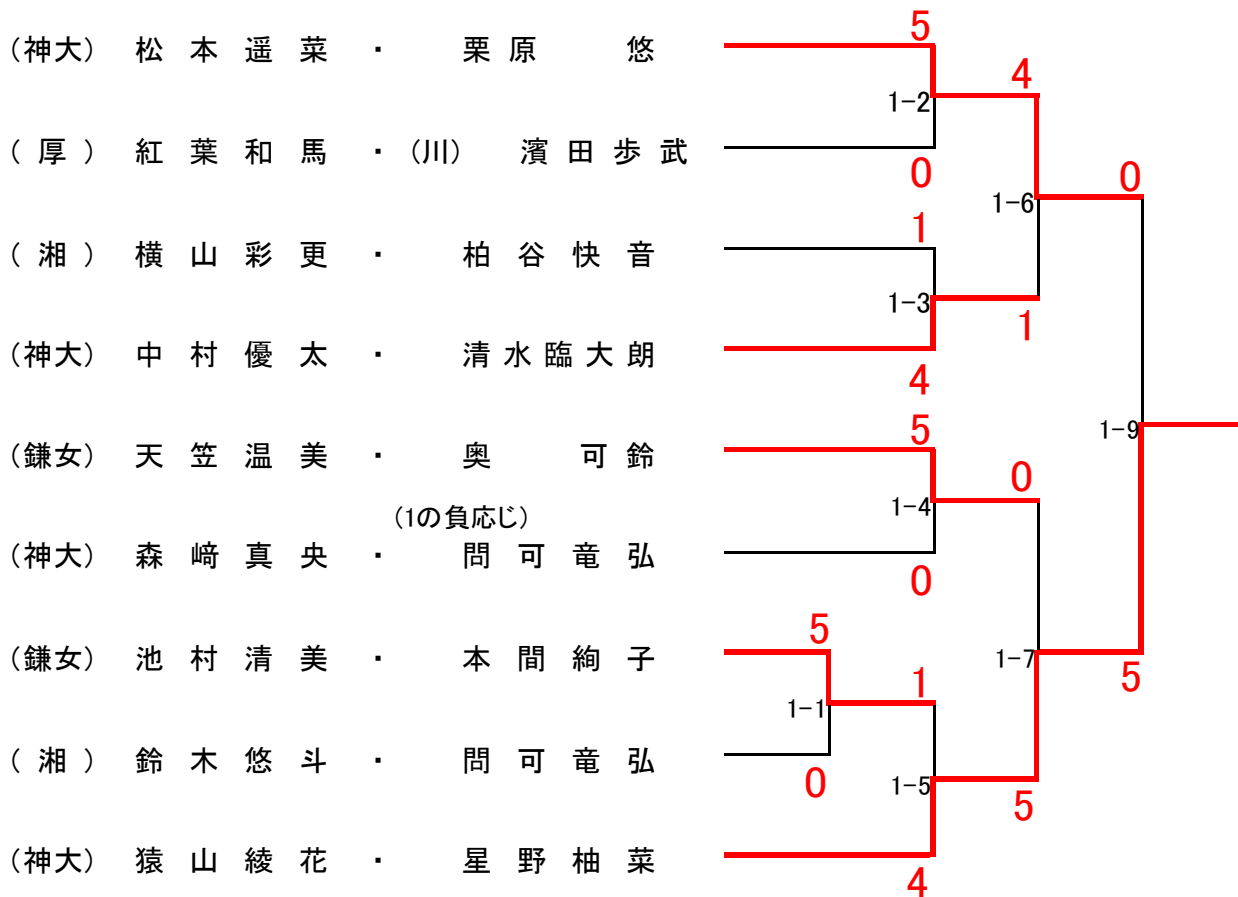 5
(神大) 松本遥菜 ・ 栗原 悠
4
1-2
(厚) 紅葉和馬 ・ (川) 濱田歩武
0
0
1-6
1
(湘) 横山彩更 ・ 柏谷快音
1-3
1
(神大) 中村優太 ・ 清水臨大朗
4
5
1-9
(鎌女) 天笠温美 ・ 奥 可鈴
0
1-4
(1の負応じ)
(神大) 森﨑真央 ・ 問可竜弘
0
5
(鎌女) 池村清美 ・ 本間絢子
1-7
5
1
1-1
(湘) 鈴木悠斗 ・ 問可竜弘
0
1-5
5
(神大) 猿山綾花 ・ 星野柚菜
4